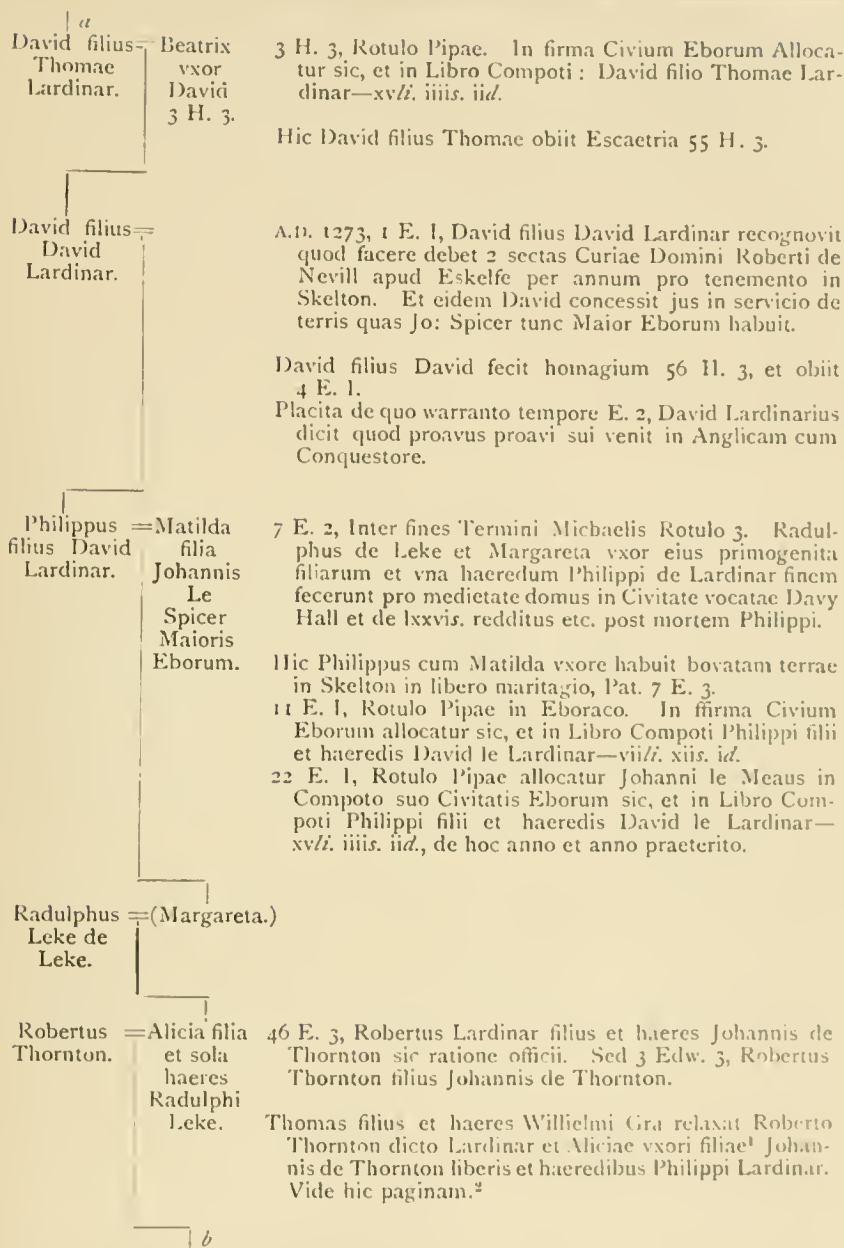 a
David filius = Beatrix
Thomae vxor
Lardinar. David
3 H. 3.
3 H. 3, Rotulo Pipae. In firma Civium Eborum Alloca-
tur sic, et in Libro Compoti : David filio Thomae Lar-
dinar—xvli. iiiis. iid.
Hic David filius Thomae obiit Escaetria 55 H. 3.
David filius =
David
Lardinar.
A.D. 1273, 1 E. I, David filius David Lardinar recognovit
quod facere debet 2 sectas Curiae Domini Roberti de
Nevill apud Eskelfe per annum pro tenemento in
Skelton. Et eidem David concessit jus in servicio de
terris quas Jo: Spicer tunc Maior Eborum habuit.
David filius David fecit homagium 56 H. 3, et obiit
4 E. I.
Placita de quo warranto tempore E. 2, David Lardinarius
dicit quod proavus proavi sui venit in Anglicam cum
Conquestore.
Philippus = Matilda
filius David filia
Lardinar. Johannis
Le
Spicer
Maioris
Eborum.
7 E. 2, Inter fines Termini Michaelis Rotulo 3. Radul-
phus de Leke et Margareta vxor eius primogenita
filiarum et vna haeredum Philippi de Lardinar finem
fecerunt pro medietate domus in Civitate vocatae Davy
Hall et de lxxvis. redditus etc. post mortem Philippi.
Hic Philippus cum Matilda vxore habuit bovatam terrae
in Skelton in libero maritagio, Pat. 7 E. 3.
11 E. I, Rotulo Pipae in Eboraco. In ffirma Civium
Eborum allocatur sic, et in Libro Compoti Philippi filii
et haeredis David le Lardinar—viili. xiis. id.
22 E. I, Rotulo Pipae allocatur Johanni le Meaus in
Compoto suo Civitatis Eborum sic, et in Libro Com-
poti Philippi filii et haeredis David le Lardinar—
xvli. iiiis. iid., de hoc anno et anno praeterito.
Radulphus = (Margareta.)
Leke de
Leke.
Robertus = Alicia filia
Thornton. et sola
haeres
Radulphi
Leke.
46 E. 3, Robertus Lardinar filius et haeres Johannis de
Thornton sic ratione officii. Sed 3 Edw. 3, Robertus
Thornton filius Johannis de Thornton.
Thomas filius et haeres Willielmi Gra relaxat Roberto
Thornton dicto Lardinar et Aliciae vxori filiae¹ Johan-
nis de Thornton liberis et haeredibus Philippi Lardinar.
Vide hic paginam.²
b